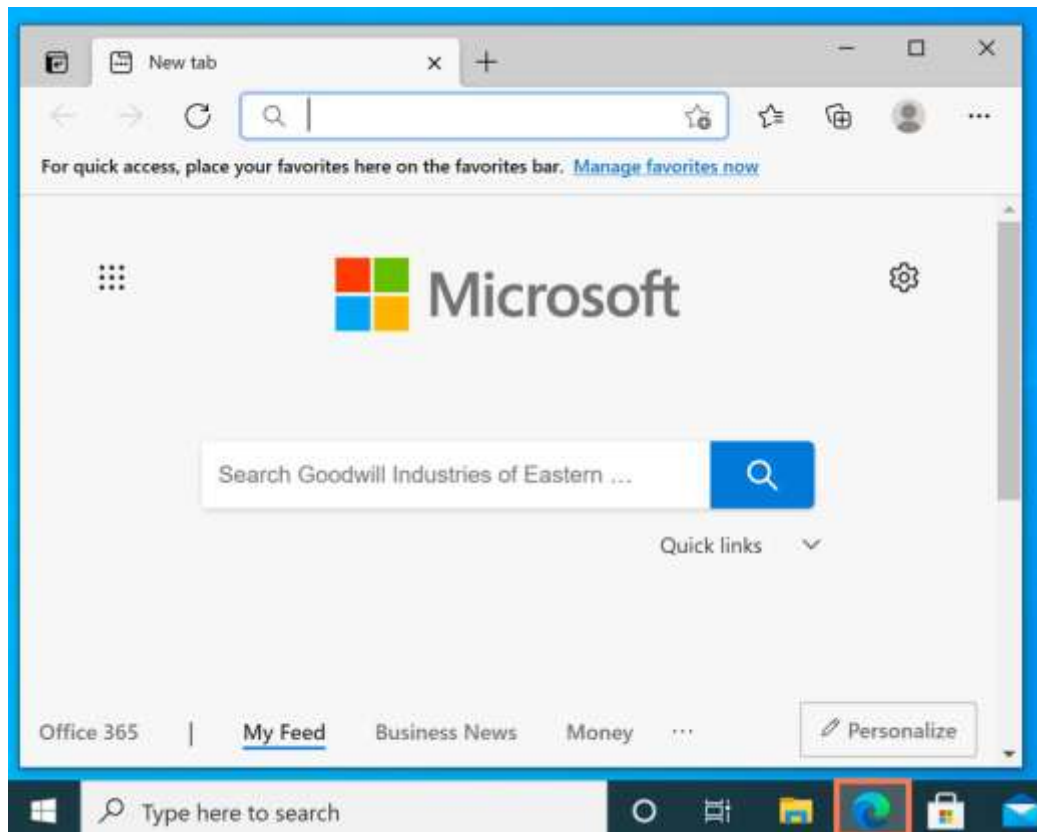 New tab
For quick access, place your favorites here on the favorites bar. Manage favorites now
Microsoft
Search Goodwill Industries of Eastern ...
Quick links
Office 365 | My Feed Business News Money ... Personalize
Type here to search